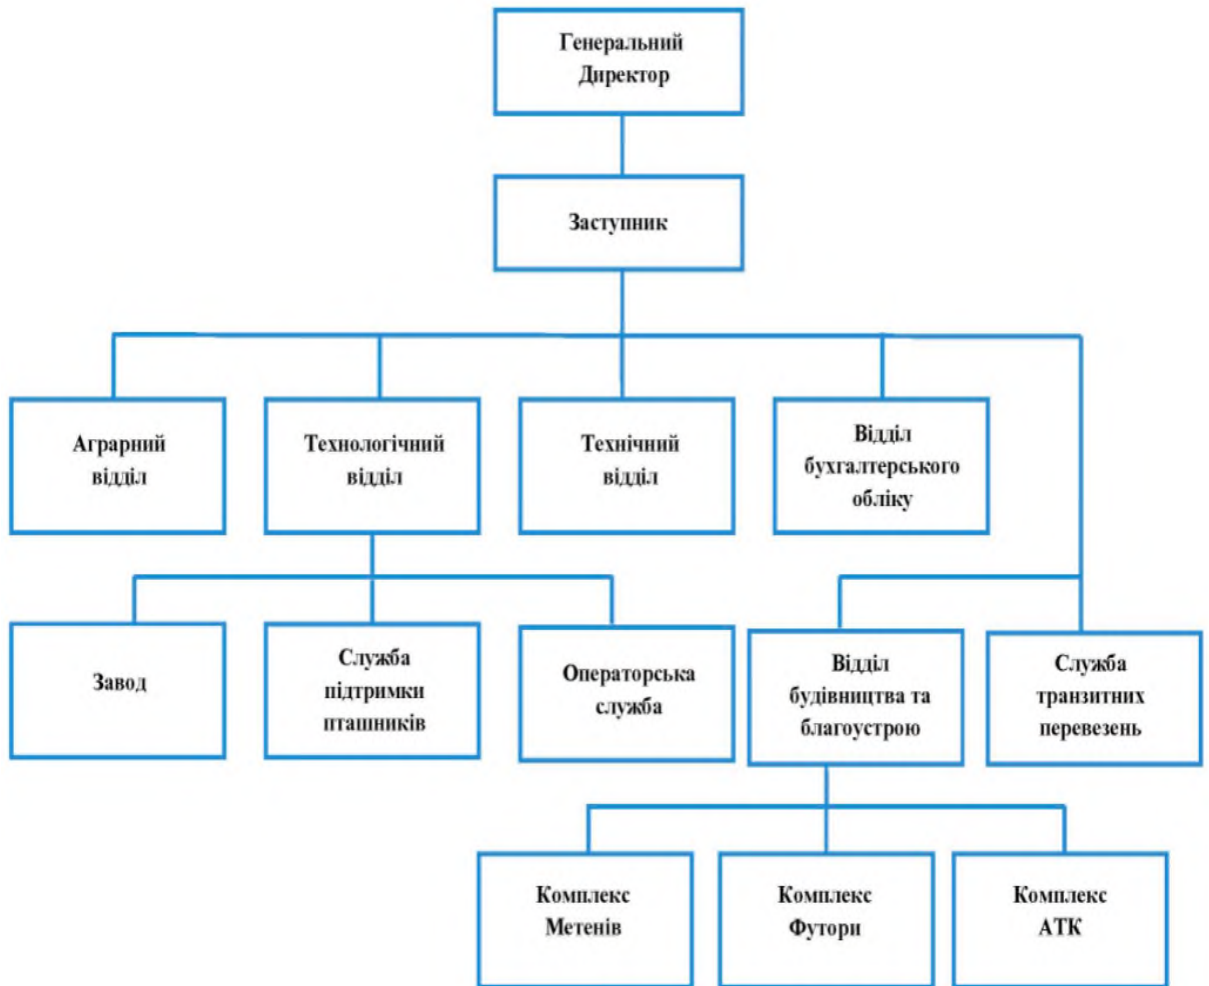 Генеральний
Директор
Заступник
Аграрний
відділ
Технологічний
відділ
Технічний
відділ
Відділ
бухгалтерського
обліку
Завод
Служба
підтримки
пташників
Операторська
служба
Відділ
будівництва та
благоустрою
Служба
транзитних
перевезень
Комплекс
Метенів
Комплекс
Футори
Комплекс
АТК